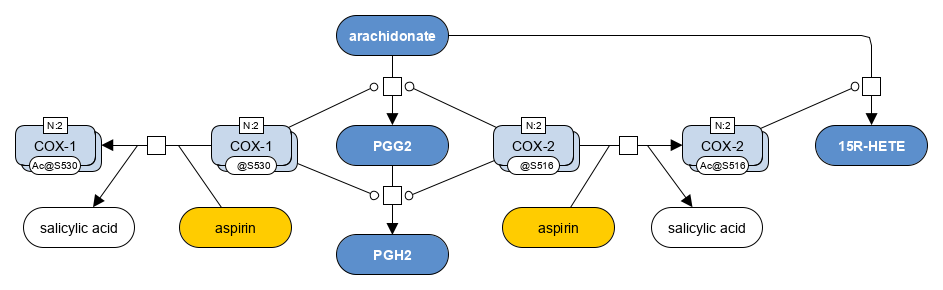 arachidonate
N:2
COX-1
Ac@S530
N:2
COX-1
@S530
PGG2
N:2
COX-2
@S516
N:2
COX-2
Ac@S516
15R-HETE
salicylic acid
aspirin
PGH2
aspirin
salicylic acid